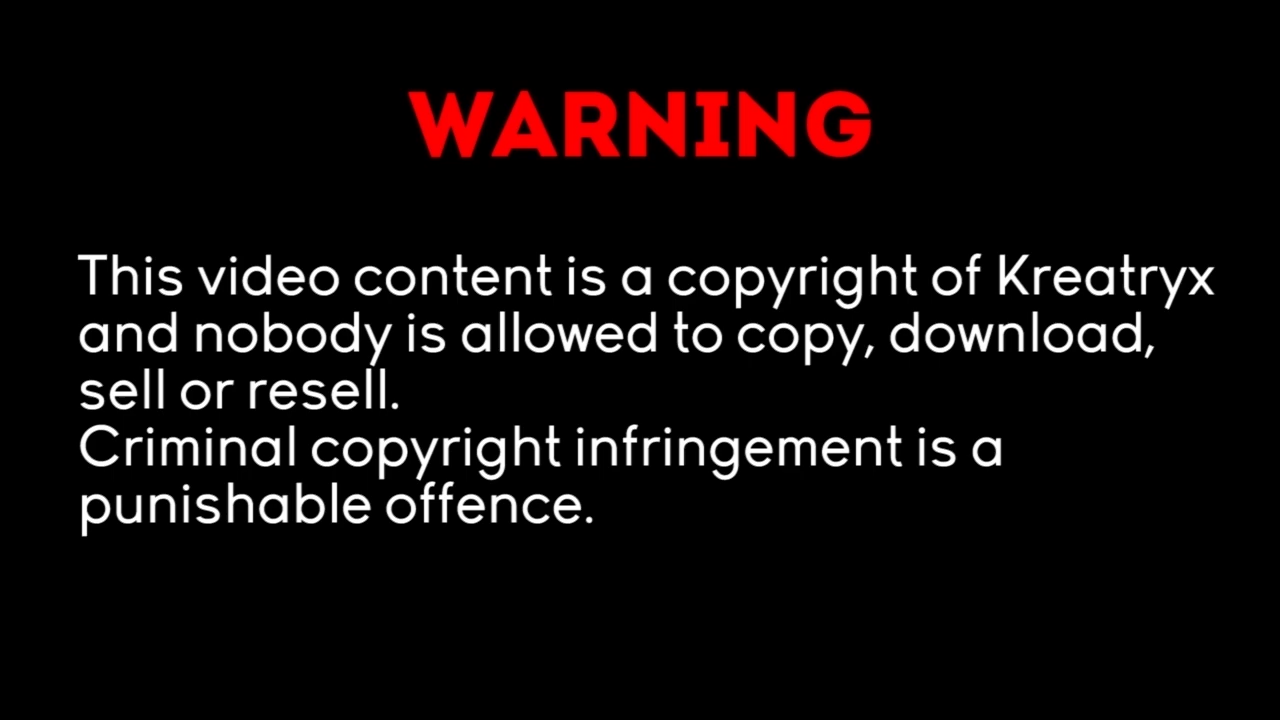 WARNING
This video content is a copyright of Kreatryx
and nobody is allowed to copy, download,
sell or resell.
Criminal copyright infringement is a
punishable offence.